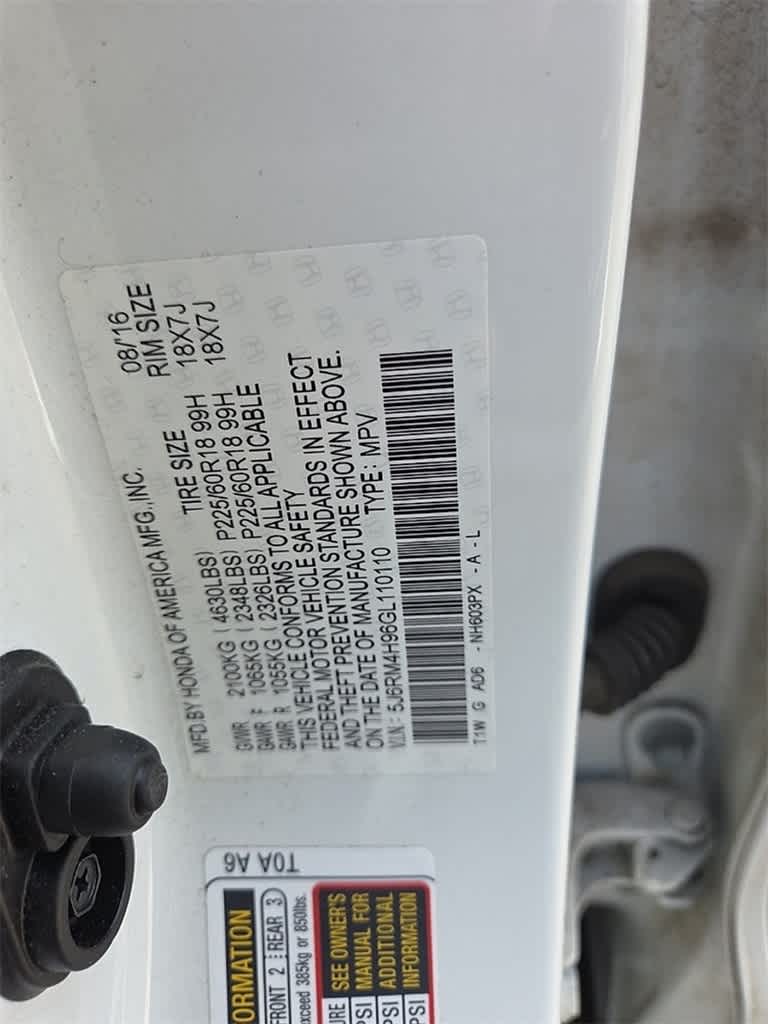 MFD.BY HONDA OF AMERICA MFG.,INC. 08/'16
TIRE SIZE RIM SIZE
GVWR 2100KG ( 4630LBS)
GAWR F 1065KG ( 2348LBS) P225/60R18 99H 18X7J
GAWR R 1055KG ( 2326LBS) P225/60R18 99H 18X7J
THIS VEHICLE CONFORMS TO ALL APPLICABLE
FEDERAL MOTOR VEHICLE SAFETY
AND THEFT PREVENTION STANDARDS IN EFFECT
ON THE DATE OF MANUFACTURE SHOWN ABOVE.
V.I.N.: 5J6RM4H96GL110110 TYPE: MPV
T1W G AD6 - NH603PX -A - L
T0A A6
ORMATION
FRONT 2 REAR 3
xceed 385kg or 850lbs.
URE SEE OWNER'S
PSI MANUAL FOR
PSI ADDITIONAL
PSI INFORMATION